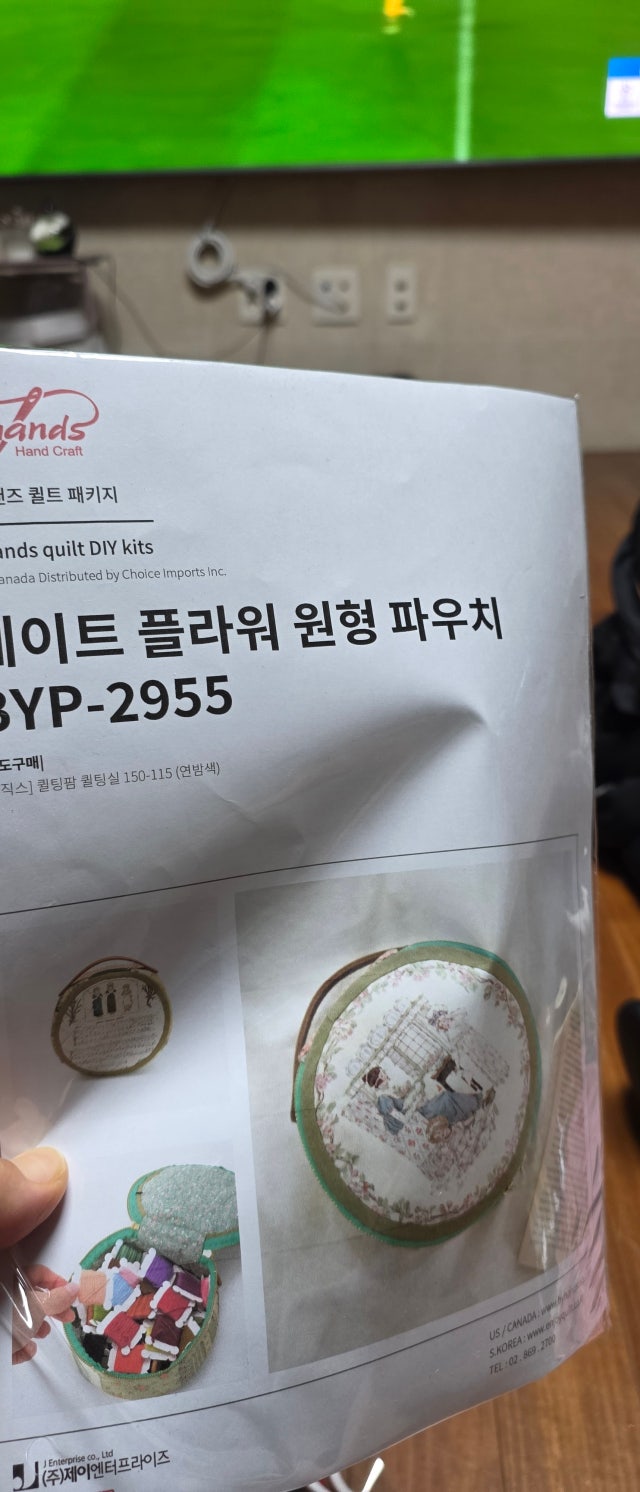 hands
Hand Craft
즈 퀼트 패키지
ands quilt DIY kits
anada Distributed by Choice Imports Inc.
이트 플라워 원형 파우치
BYP-2955
도구매|
직스] 퀼팅팜 퀼팅실 150-115 (연밤색)
US / CANADA :
S.KOREA :
TEL : 02 . 869 . 2700
J Enterprise co., Ltd
(주)제이엔터프라이즈